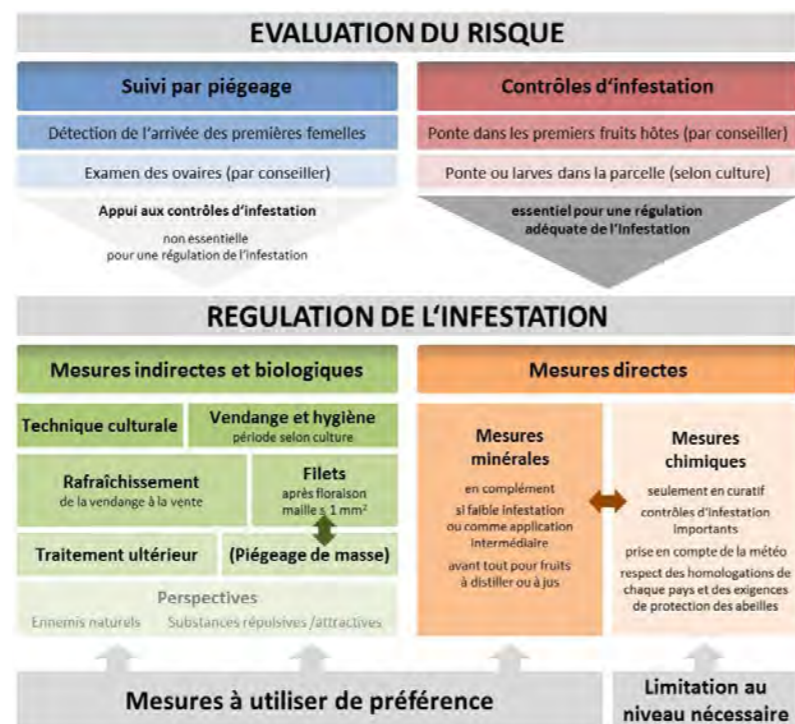 EVALUATION DU RISQUE
Suivi par piégeage
Détection de l'arrivée des premières femelles
Examen des ovaires (par conseiller)
Appui aux contrôles d'infestation
non essentielle
pour une régulation de l'infestation
Contrôles d'infestation
Ponte dans les premiers fruits hôtes (par conseiller)
Ponte ou larves dans la parcelle (selon culture)
essentiel pour une régulation
adéquate de l'Infestation
REGULATION DE L'INFESTATION
Mesures indirectes et biologiques
Technique culturale
Vendange et hygiène
période selon culture
Rafraîchissement
de la vendange à la vente
Filets
après floraison
maille ≤ 1 mm²
Traitement ultérieur
(Piégeage de masse)
Perspectives
Ennemis naturels Substances répulsives /attractives
Mesures directes
Mesures
minérales
en complément
si faible infestation
ou comme application
Intermédiaire
avant tout pour fruits
à distiller ou à jus
Mesures
chimiques
seulement en curatif
contrôles d'infestation
Importants
prise en compte de la météo
respect des homologations de
chaque pays et des exigences
de protection des abeilles
Mesures à utiliser de préférence
Limitation au
niveau nécessaire